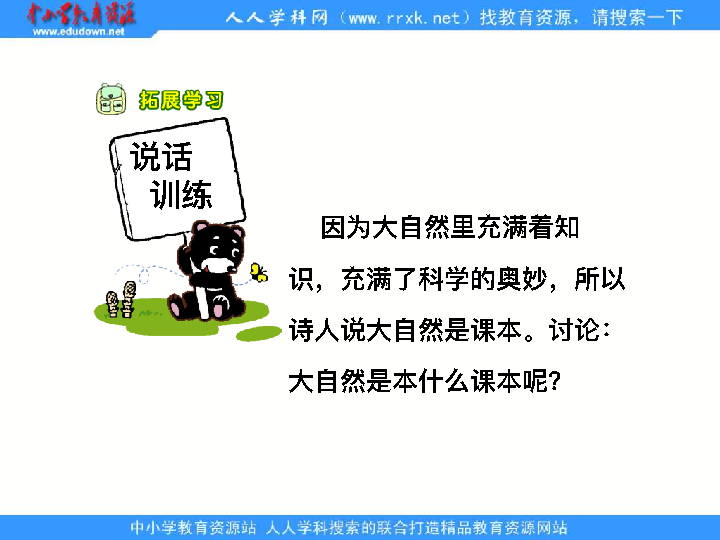 中小学教育资源
www.edudown.net
人人学科网（www.rrxk.net）找教育资源，请搜索一下
拓展学习
说话
训练
因为大自然里充满着知
识，充满了科学的奥妙，所以
诗人说大自然是课本。讨论：
大自然是本什么课本呢？
中小学教育资源站 人人学科搜索的联合打造精品教育资源网站